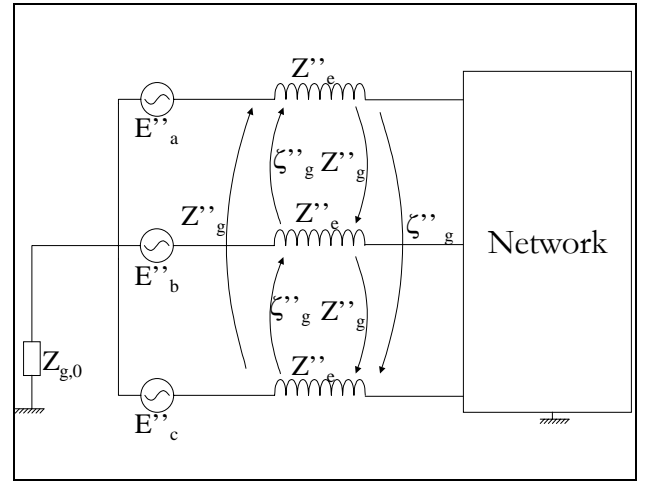 Z’’e
E’’a
ζ’’g Z’’g
Z’’g
Z’’e
ζ’’g
Network
E’’b
ζ’’g Z’’g
Zg,0
Z’’e
E’’c